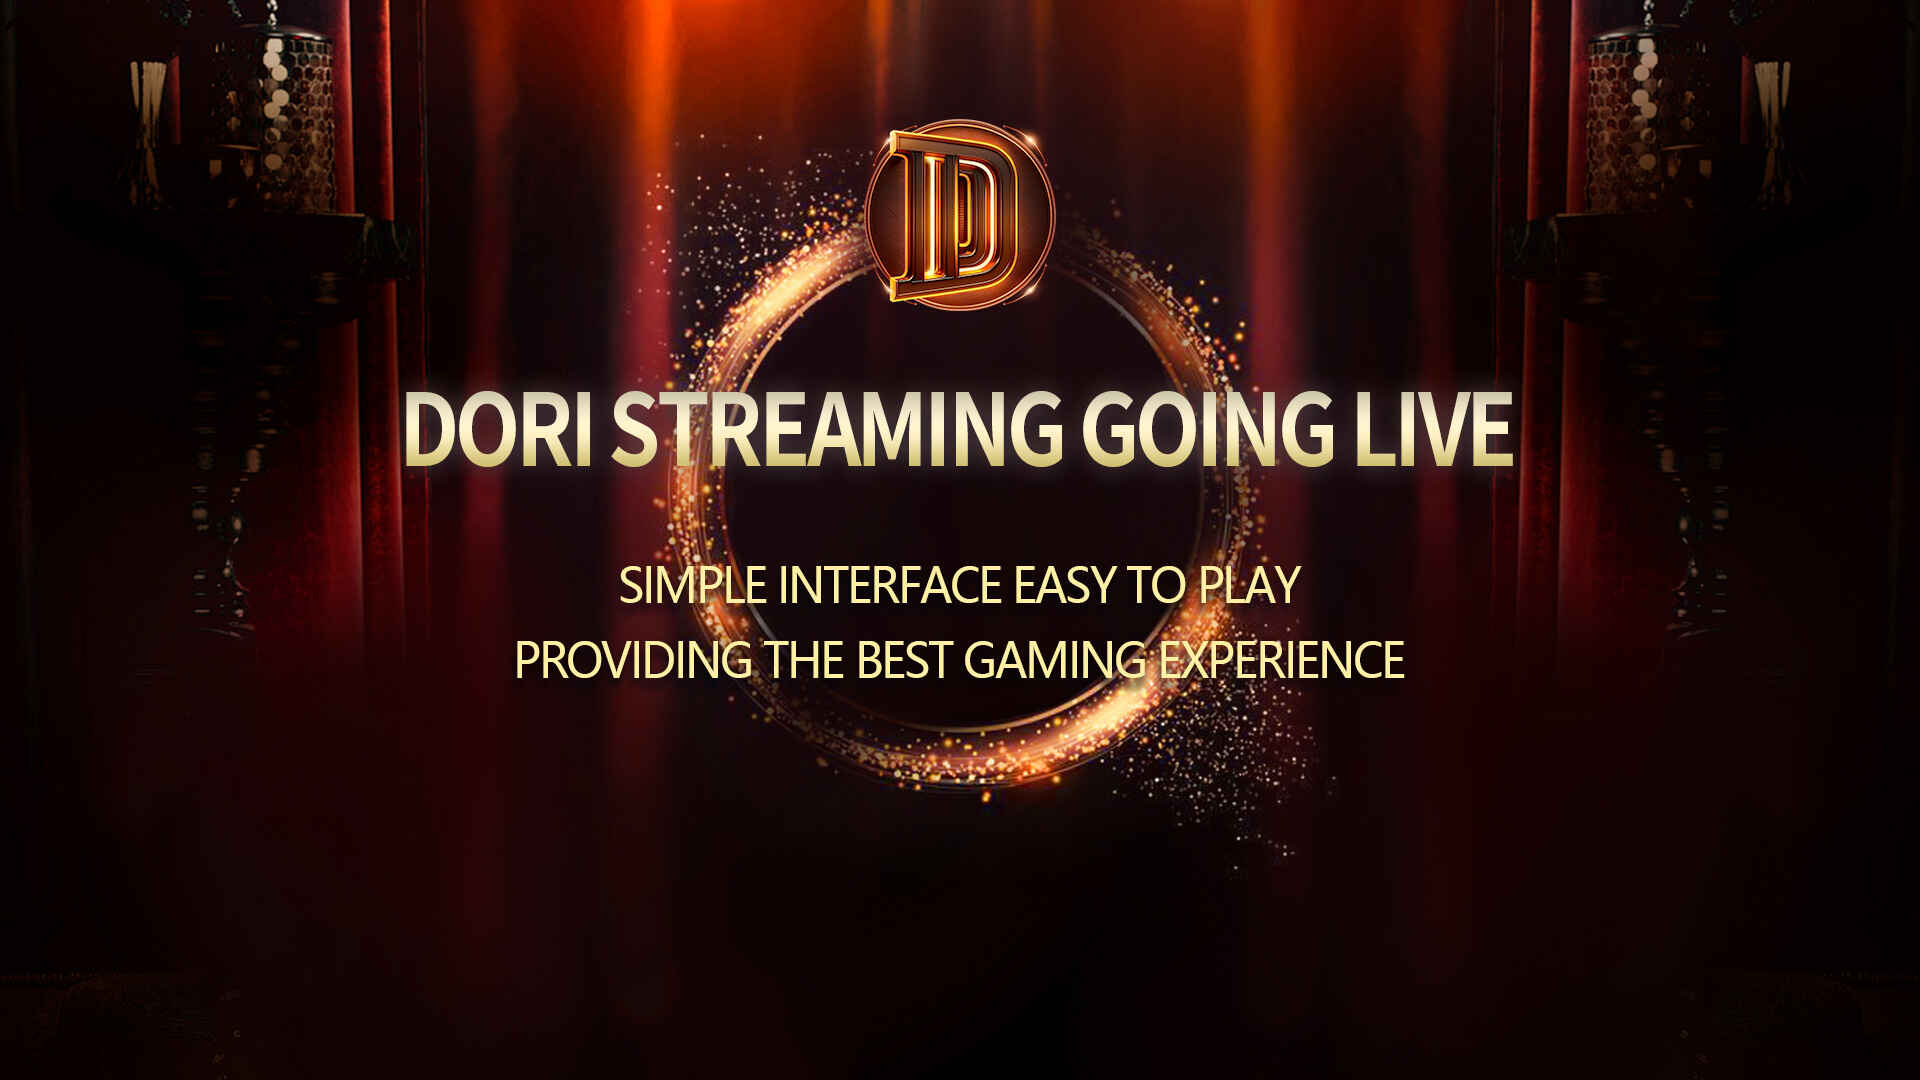 D
DORI STREAMING GOING LIVE
SIMPLE INTERFACE EASY TO PLAY
PROVIDING THE BEST GAMING EXPERIENCE